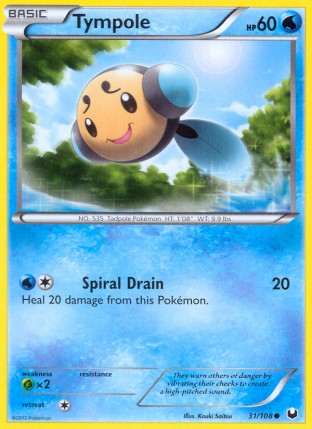 BASIC
Tympole
HP60
NO. 535 Tadpole Pokémon HT: 1'08" WT: 9.9 lbs
Spiral Drain 20
Heal 20 damage from this Pokémon.
weakness resistance
×2
retreat
They warn others of danger by
vibrating their cheeks to create
a high-pitched sound.
©2012 Pokémon
Illus. Kouki Saitou
31/108